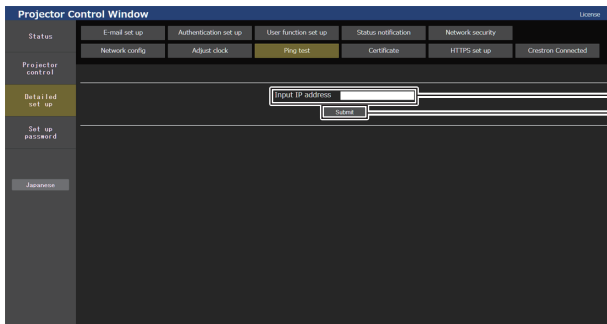 Projector Control Window License
Status E-mail set up Authentication set up User function set up Status notification Network security
Network config Adjust clock Ping test Certificate HTTPS set up Crestron Connected
Projector
control
Detailed
set up
Input IP address
Submit
Set up
password
Japanese